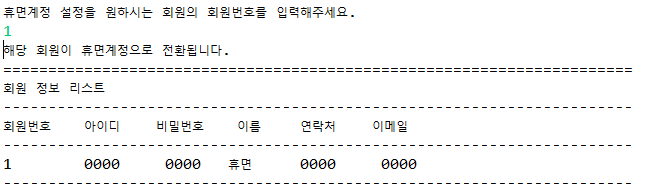 휴면계정 설정을 원하시는 회원의 회원번호를 입력해주세요.
1
해당 회원이 휴면계정으로 전환됩니다.
======================================================================
회원 정보 리스트
----------------------------------------------------------------------
회원번호 아이디 비밀번호 이름 연락처 이메일
----------------------------------------------------------------------
1 0000 0000 휴면 0000 0000
----------------------------------------------------------------------